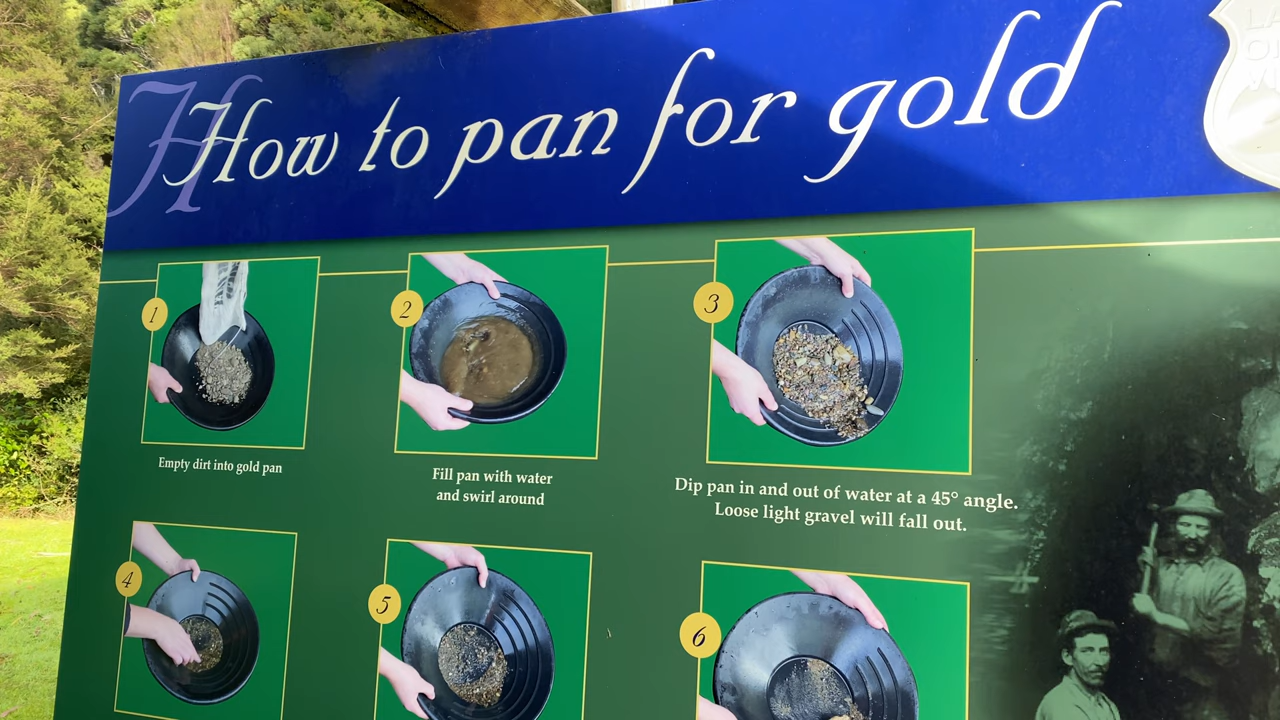 How to pan for gold
1
2
3
Empty dirt into gold pan
Fill pan with water
and swirl around
Dip pan in and out of water at a 45° angle.
Loose light gravel will fall out.
4
5
6